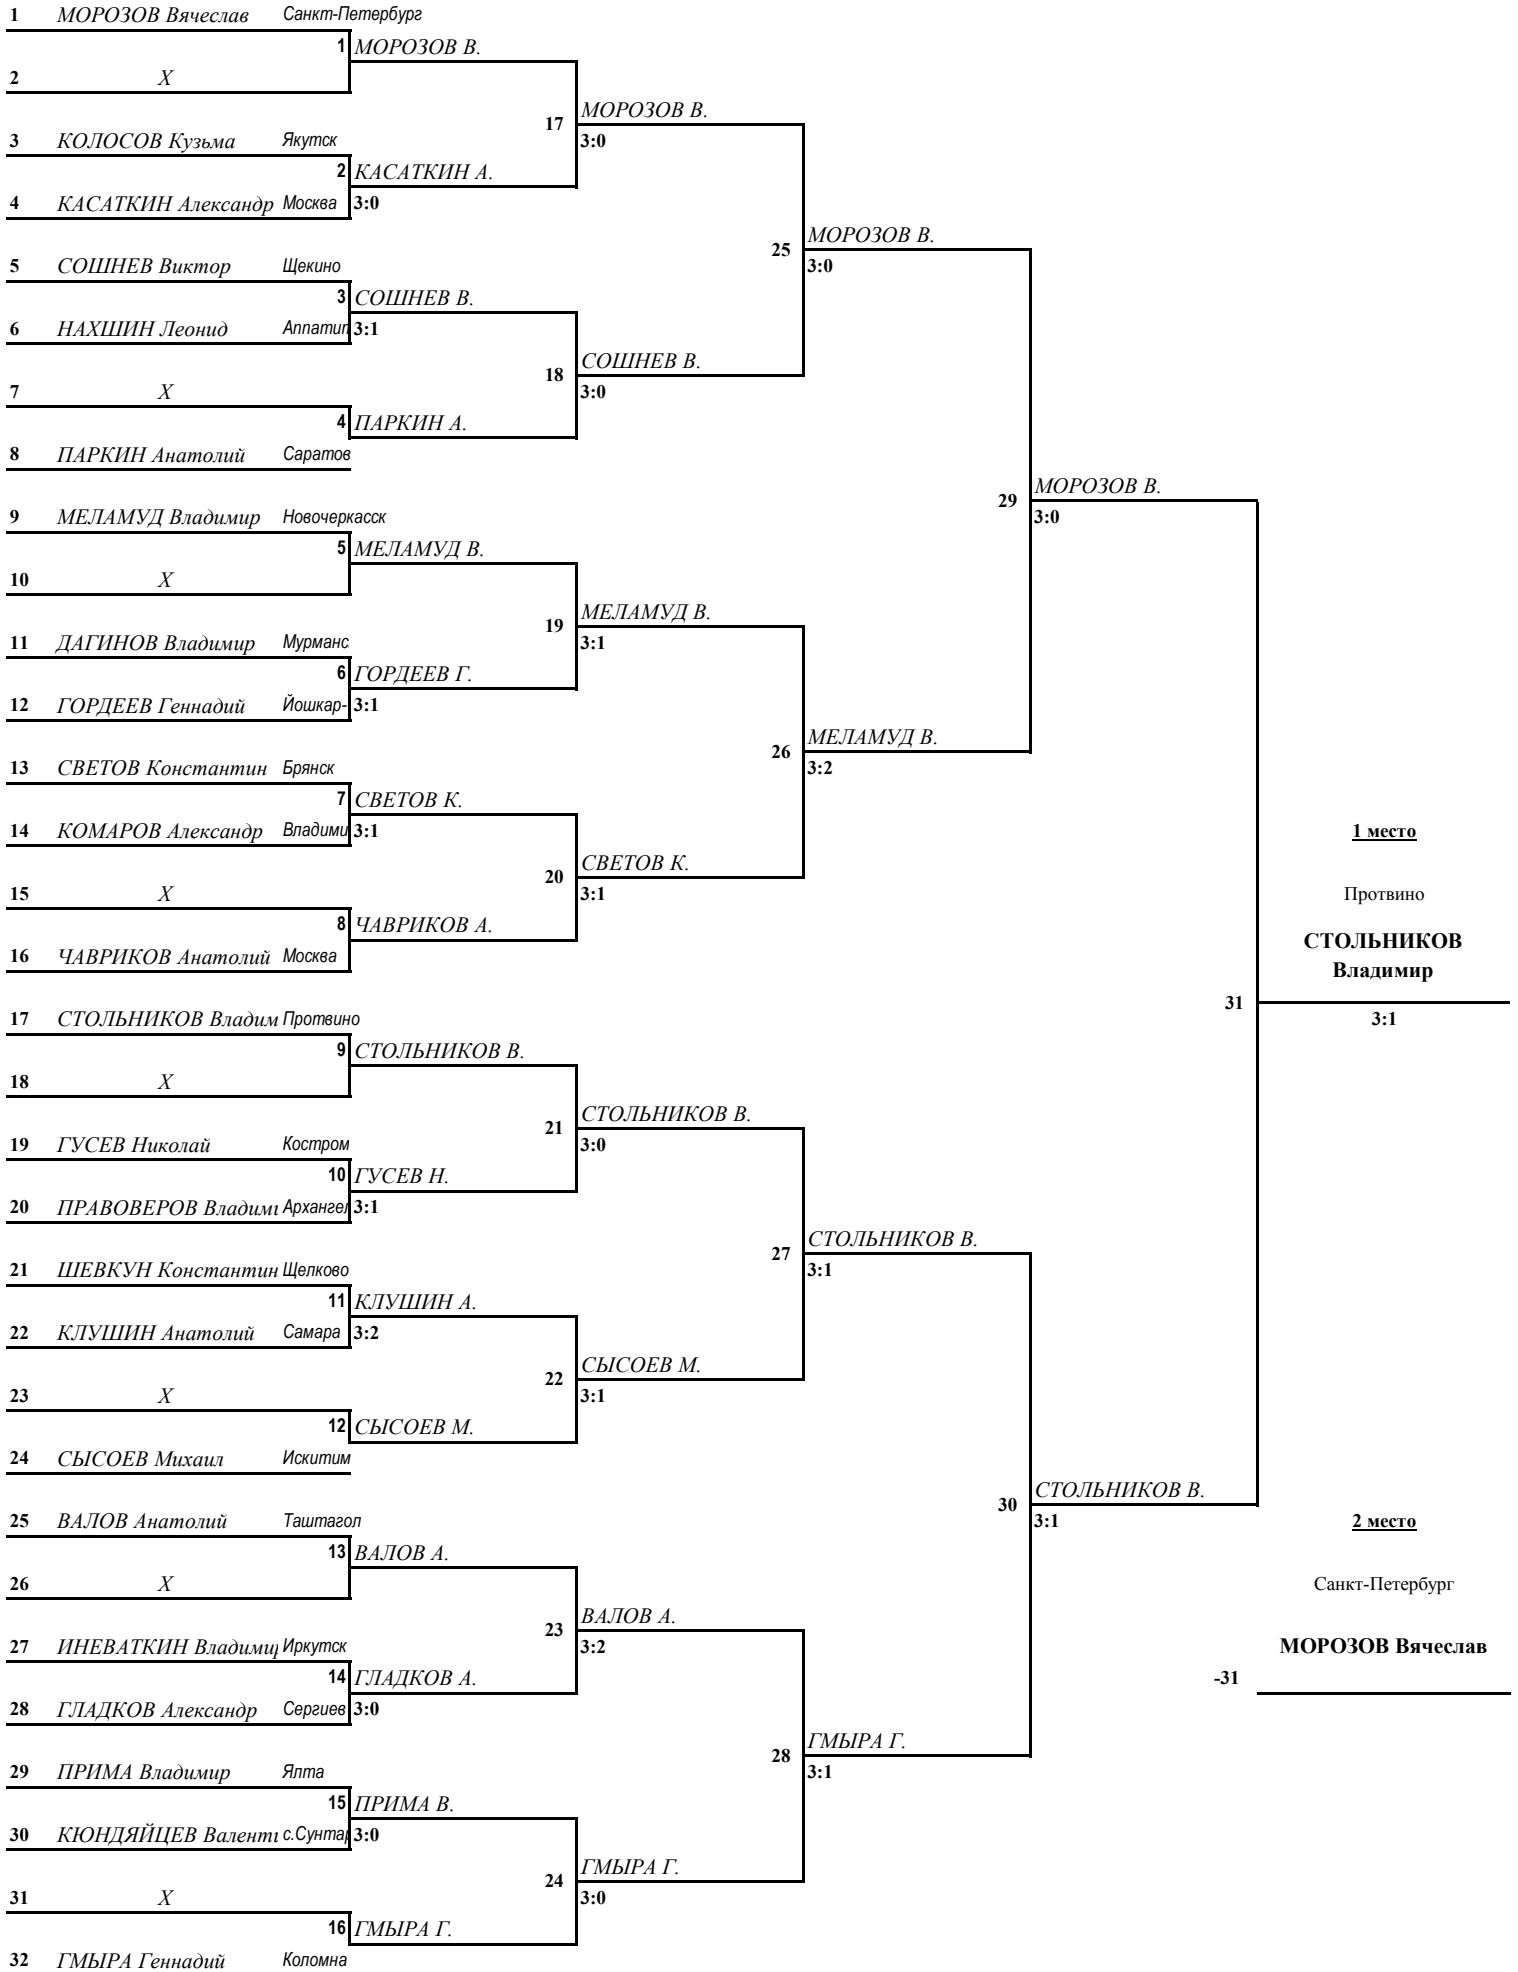 1 МОРОЗОВ Вячеслав Санкт-Петербург
1 МОРОЗОВ В.
2 X
17 МОРОЗОВ В.
3:0
3 КОЛОСОВ Кузьма Якутск
2 КАСАТКИН А.
4 КАСАТКИН Александр Москва 3:0
25 МОРОЗОВ В.
3:0
5 СОШНЕВ Виктор Щекино
3 СОШНЕВ В.
6 НАХШИН Леонид Аппатит 3:1
18 СОШНЕВ В.
3:0
7 X
4 ПАРКИН А.
8 ПАРКИН Анатолий Саратов
29 МОРОЗОВ В.
3:0
9 МЕЛАМУД Владимир Новочеркасск
5 МЕЛАМУД В.
10 X
19 МЕЛАМУД В.
3:1
11 ДАГИНОВ Владимир Мурманс
6 ГОРДЕЕВ Г.
12 ГОРДЕЕВ Геннадий Йошкар- 3:1
26 МЕЛАМУД В.
3:2
13 СВЕТОВ Константин Брянск
7 СВЕТОВ К.
14 КОМАРОВ Александр Владими 3:1
20 СВЕТОВ К.
3:1
15 X
8 ЧАВРИКОВ А.
16 ЧАВРИКОВ Анатолий Москва
1 место
Протвино
СТОЛЬНИКОВ
Владимир
31
3:1
17 СТОЛЬНИКОВ Владим Протвино
9 СТОЛЬНИКОВ В.
18 X
21 СТОЛЬНИКОВ В.
3:0
19 ГУСЕВ Николай Костром
10 ГУСЕВ Н.
20 ПРАВОВЕРОВ Владими Архангел 3:1
27 СТОЛЬНИКОВ В.
3:1
21 ШЕВКУН Константин Щелково
11 КЛУШИН А.
22 КЛУШИН Анатолий Самара 3:2
22 СЫСОЕВ М.
3:1
23 X
12 СЫСОЕВ М.
24 СЫСОЕВ Михаил Искитим
30 СТОЛЬНИКОВ В.
3:1
25 ВАЛОВ Анатолий Таштагол
13 ВАЛОВ А.
26 X
23 ВАЛОВ А.
3:2
27 ИНЕВАТКИН Владимир Иркутск
14 ГЛАДКОВ А.
28 ГЛАДКОВ Александр Сергиев 3:0
28 ГМЫРА Г.
3:1
29 ПРИМА Владимир Ялта
15 ПРИМА В.
30 КЮНДЯЙЦЕВ Валенти с.Сунтар 3:0
24 ГМЫРА Г.
3:0
31 X
16 ГМЫРА Г.
32 ГМЫРА Геннадий Коломна
2 место
Санкт-Петербург
МОРОЗОВ Вячеслав
-31